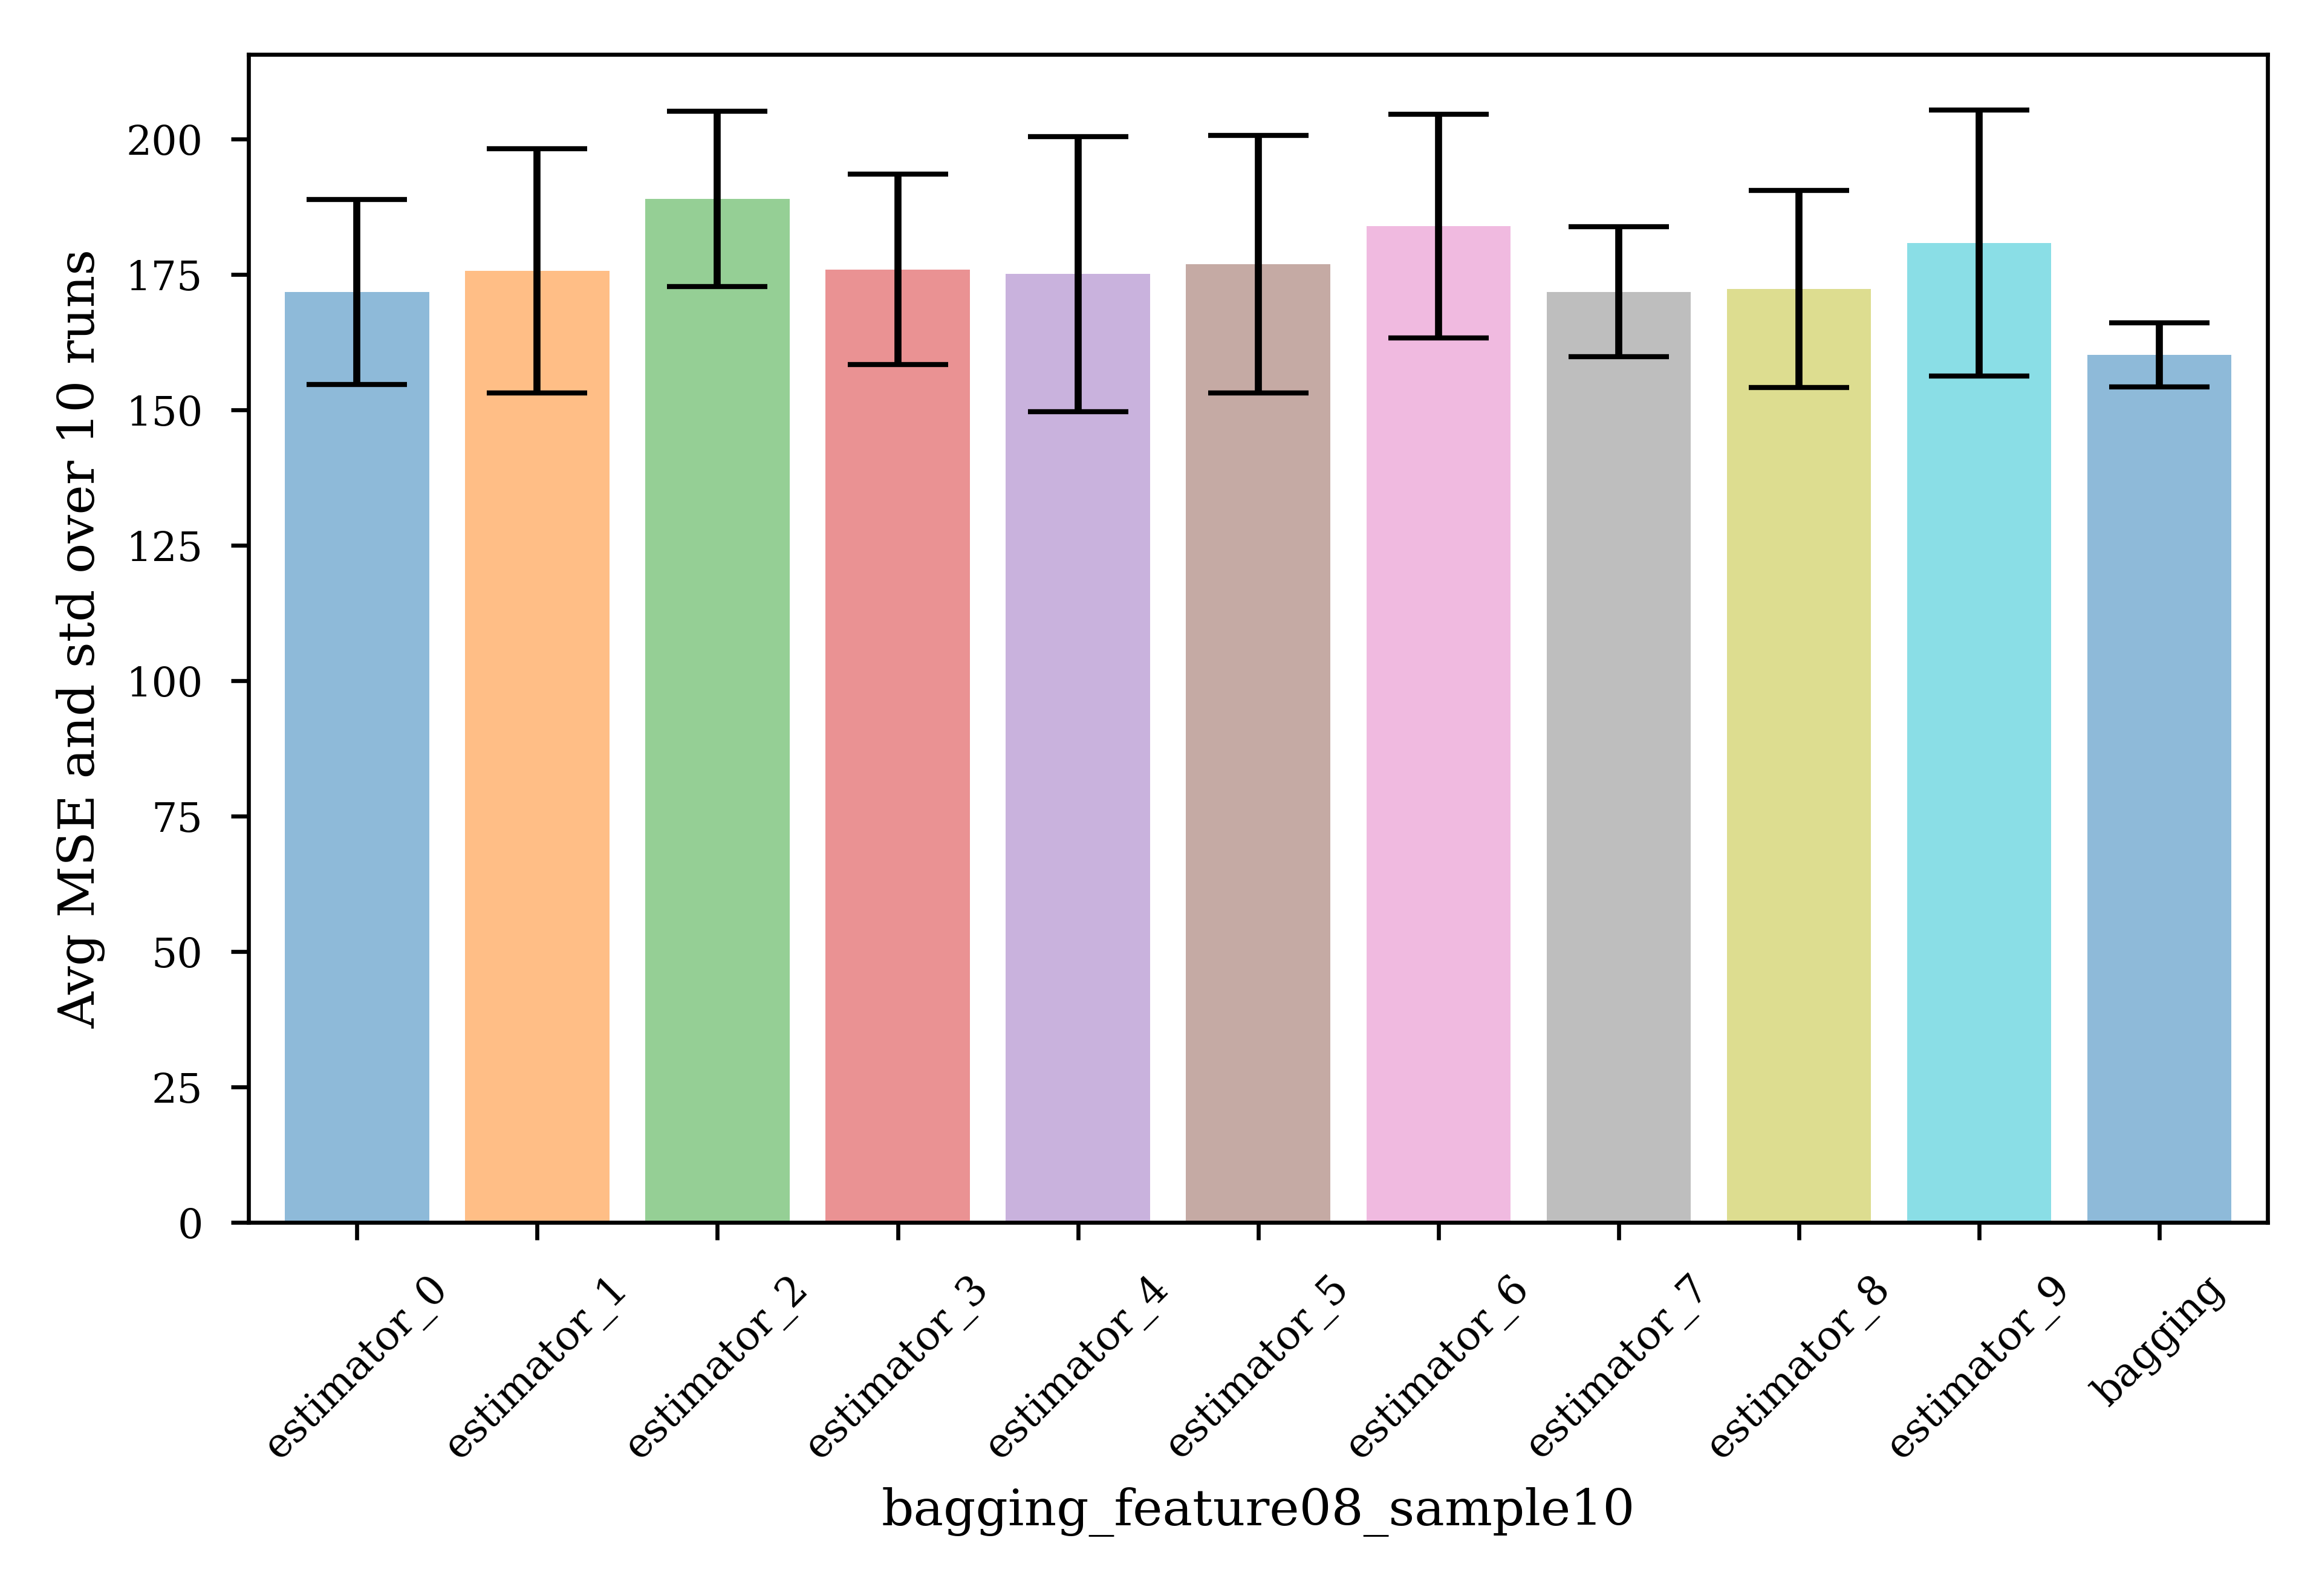 Avg MSE and std over 10 runs
200
175
150
125
100
75
50
25
0
estimator_0
estimator_1
estimator_2
estimator_3
estimator_4
estimator_5
estimator_6
estimator_7
estimator_8
estimator_9
bagging
bagging_feature08_sample10